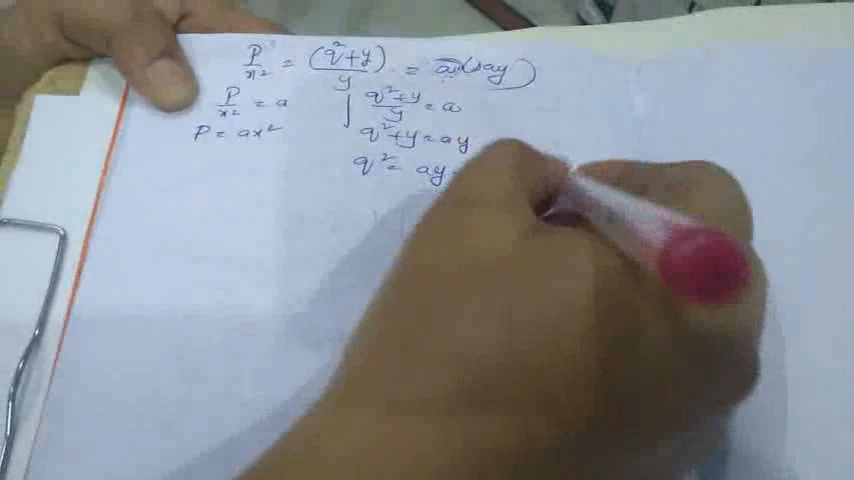 P/x² = (q²+y)/y = a (say)
P/x² = a | q²+y/y = a
P = ax² q²+y = ay
q² = ay